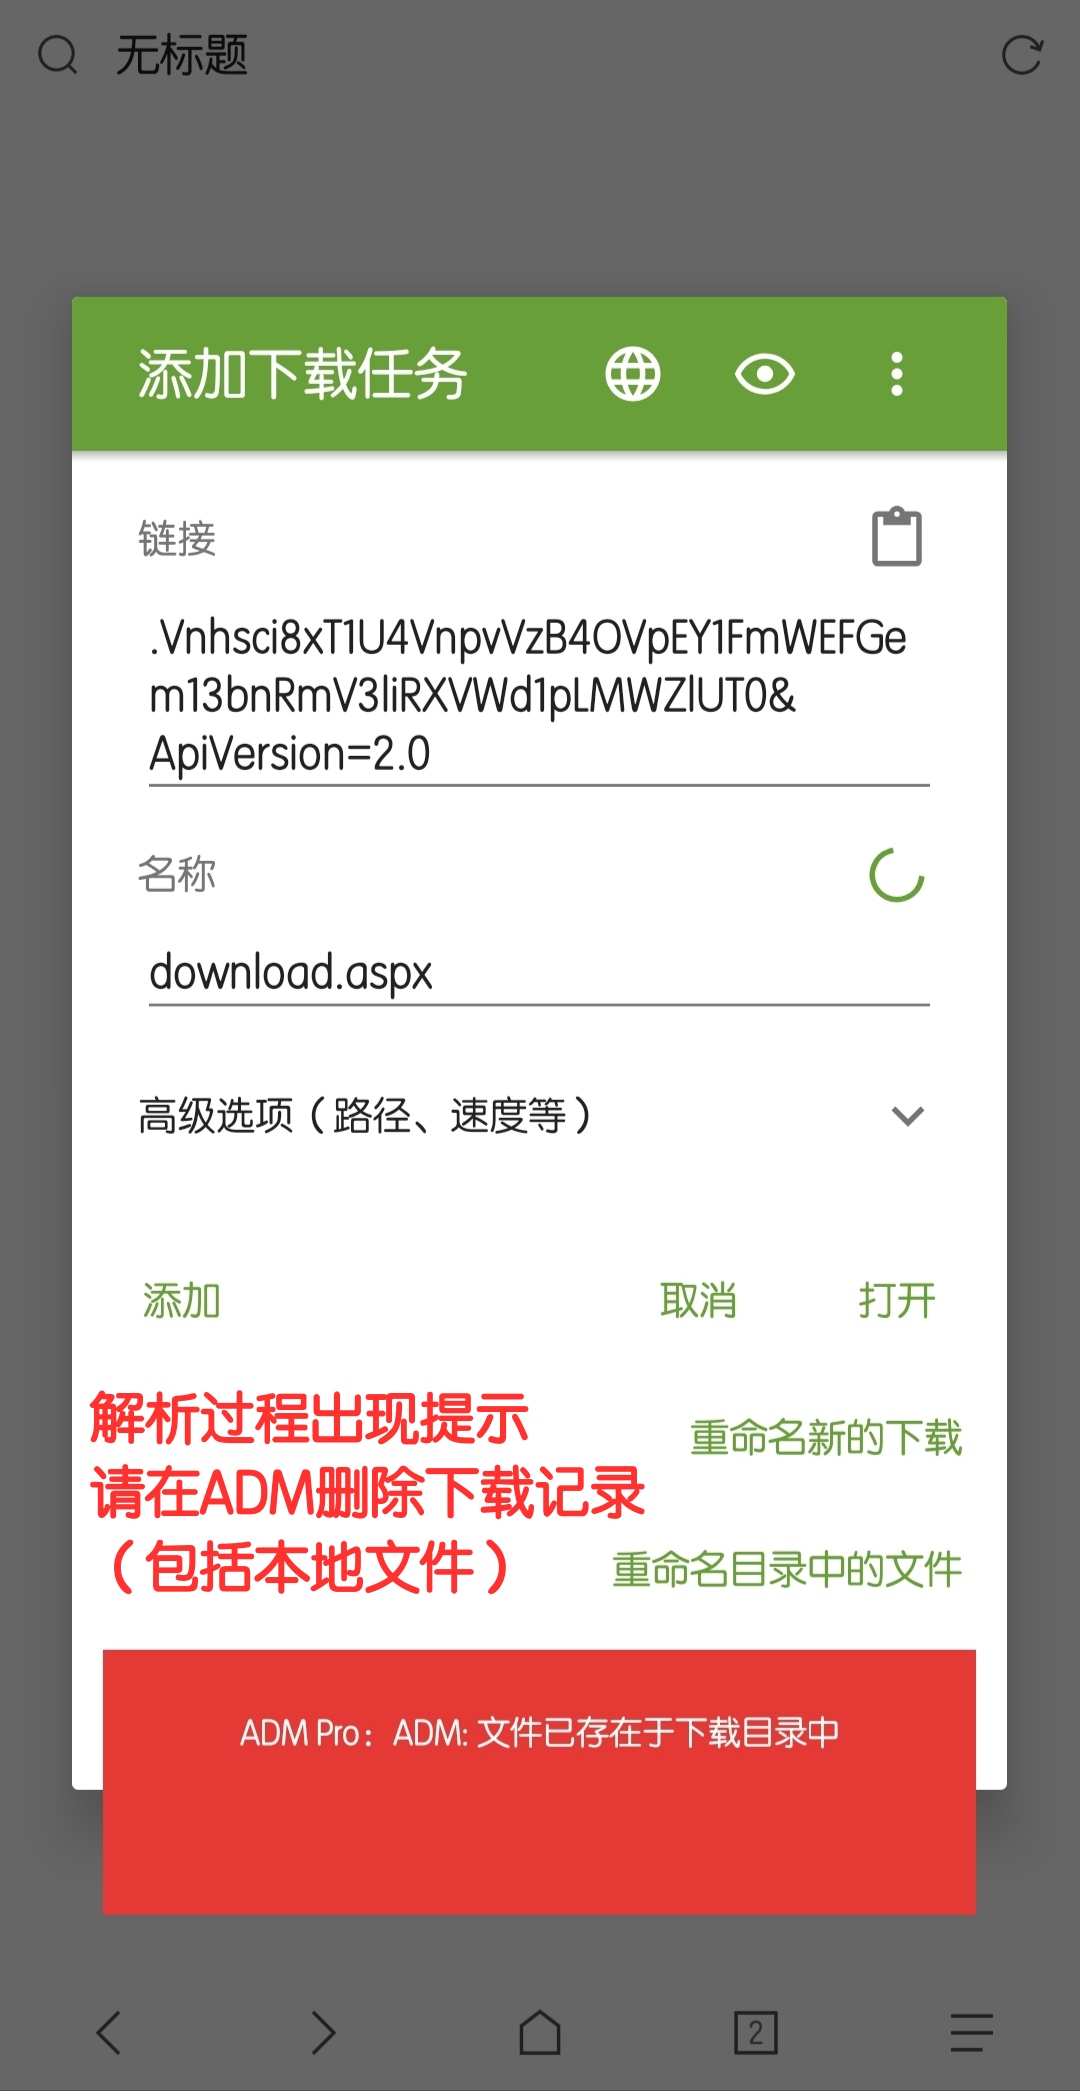 无标题
添加下载任务
链接
.Vnhsci8xT1U4VnpvVzB4OVpEY1FmWEFGe
m13bnRmV3liRXVWd1pLMWZlUT0&
ApiVersion=2.0
名称
download.aspx
高级选项（路径、速度等）
添加 取消 打开
解析过程出现提示
重命名新的下载
请在ADM删除下载记录
（包括本地文件）
重命名目录中的文件
ADM Pro：ADM: 文件已存在于下载目录中
2